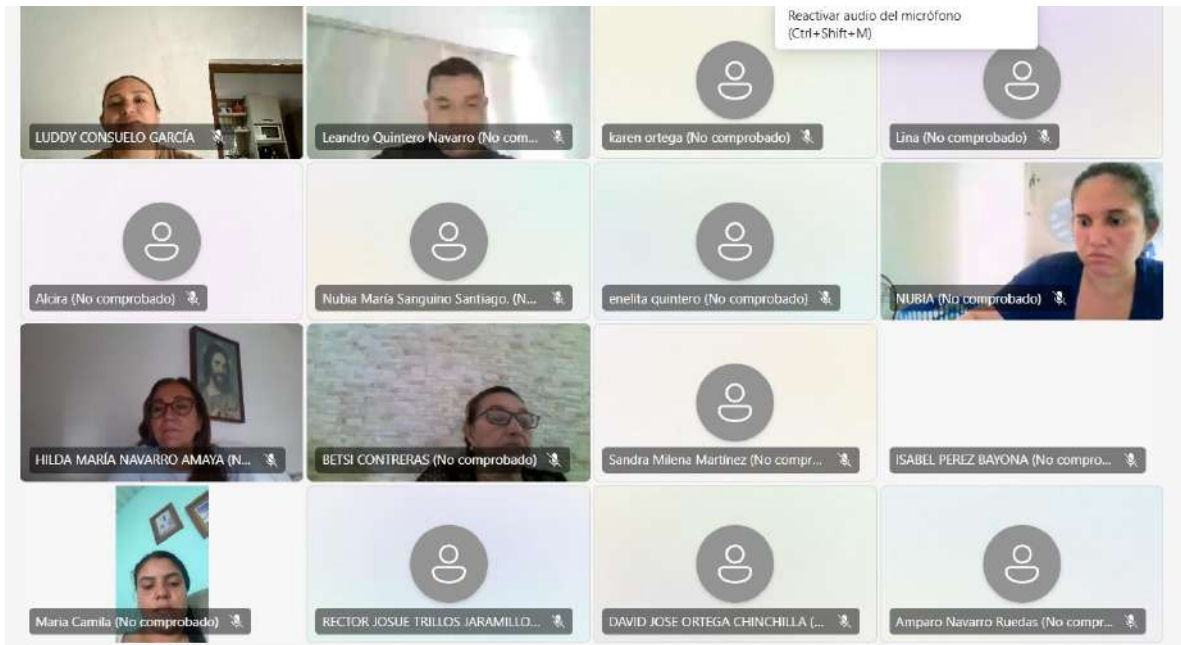 Reactivar audio del micrófono
(Ctrl+Shift+M)
LUDDY CONSUELO GARCÍA
Leandro Quintero Navarro (No com...
karen ortega (No comprobado)
Lina (No comprobado)
Alcira (No comprobado)
Nubia María Sanguino Santiago. (N...
enelita quintero (No comprobado)
NUBIA (No comprobado)
HILDA MARÍA NAVARRO AMAYA (N...
BETSI CONTRERAS (No comprobado)
Sandra Milena Martínez (No compr...
ISABEL PEREZ BAYONA (No compro...
Maria Camila (No comprobado)
RECTOR JOSUE TRILLOS JARAMILLO...
DAVID JOSE ORTEGA CHINCHILLA (...
Amparo Navarro Ruedas (No compr...